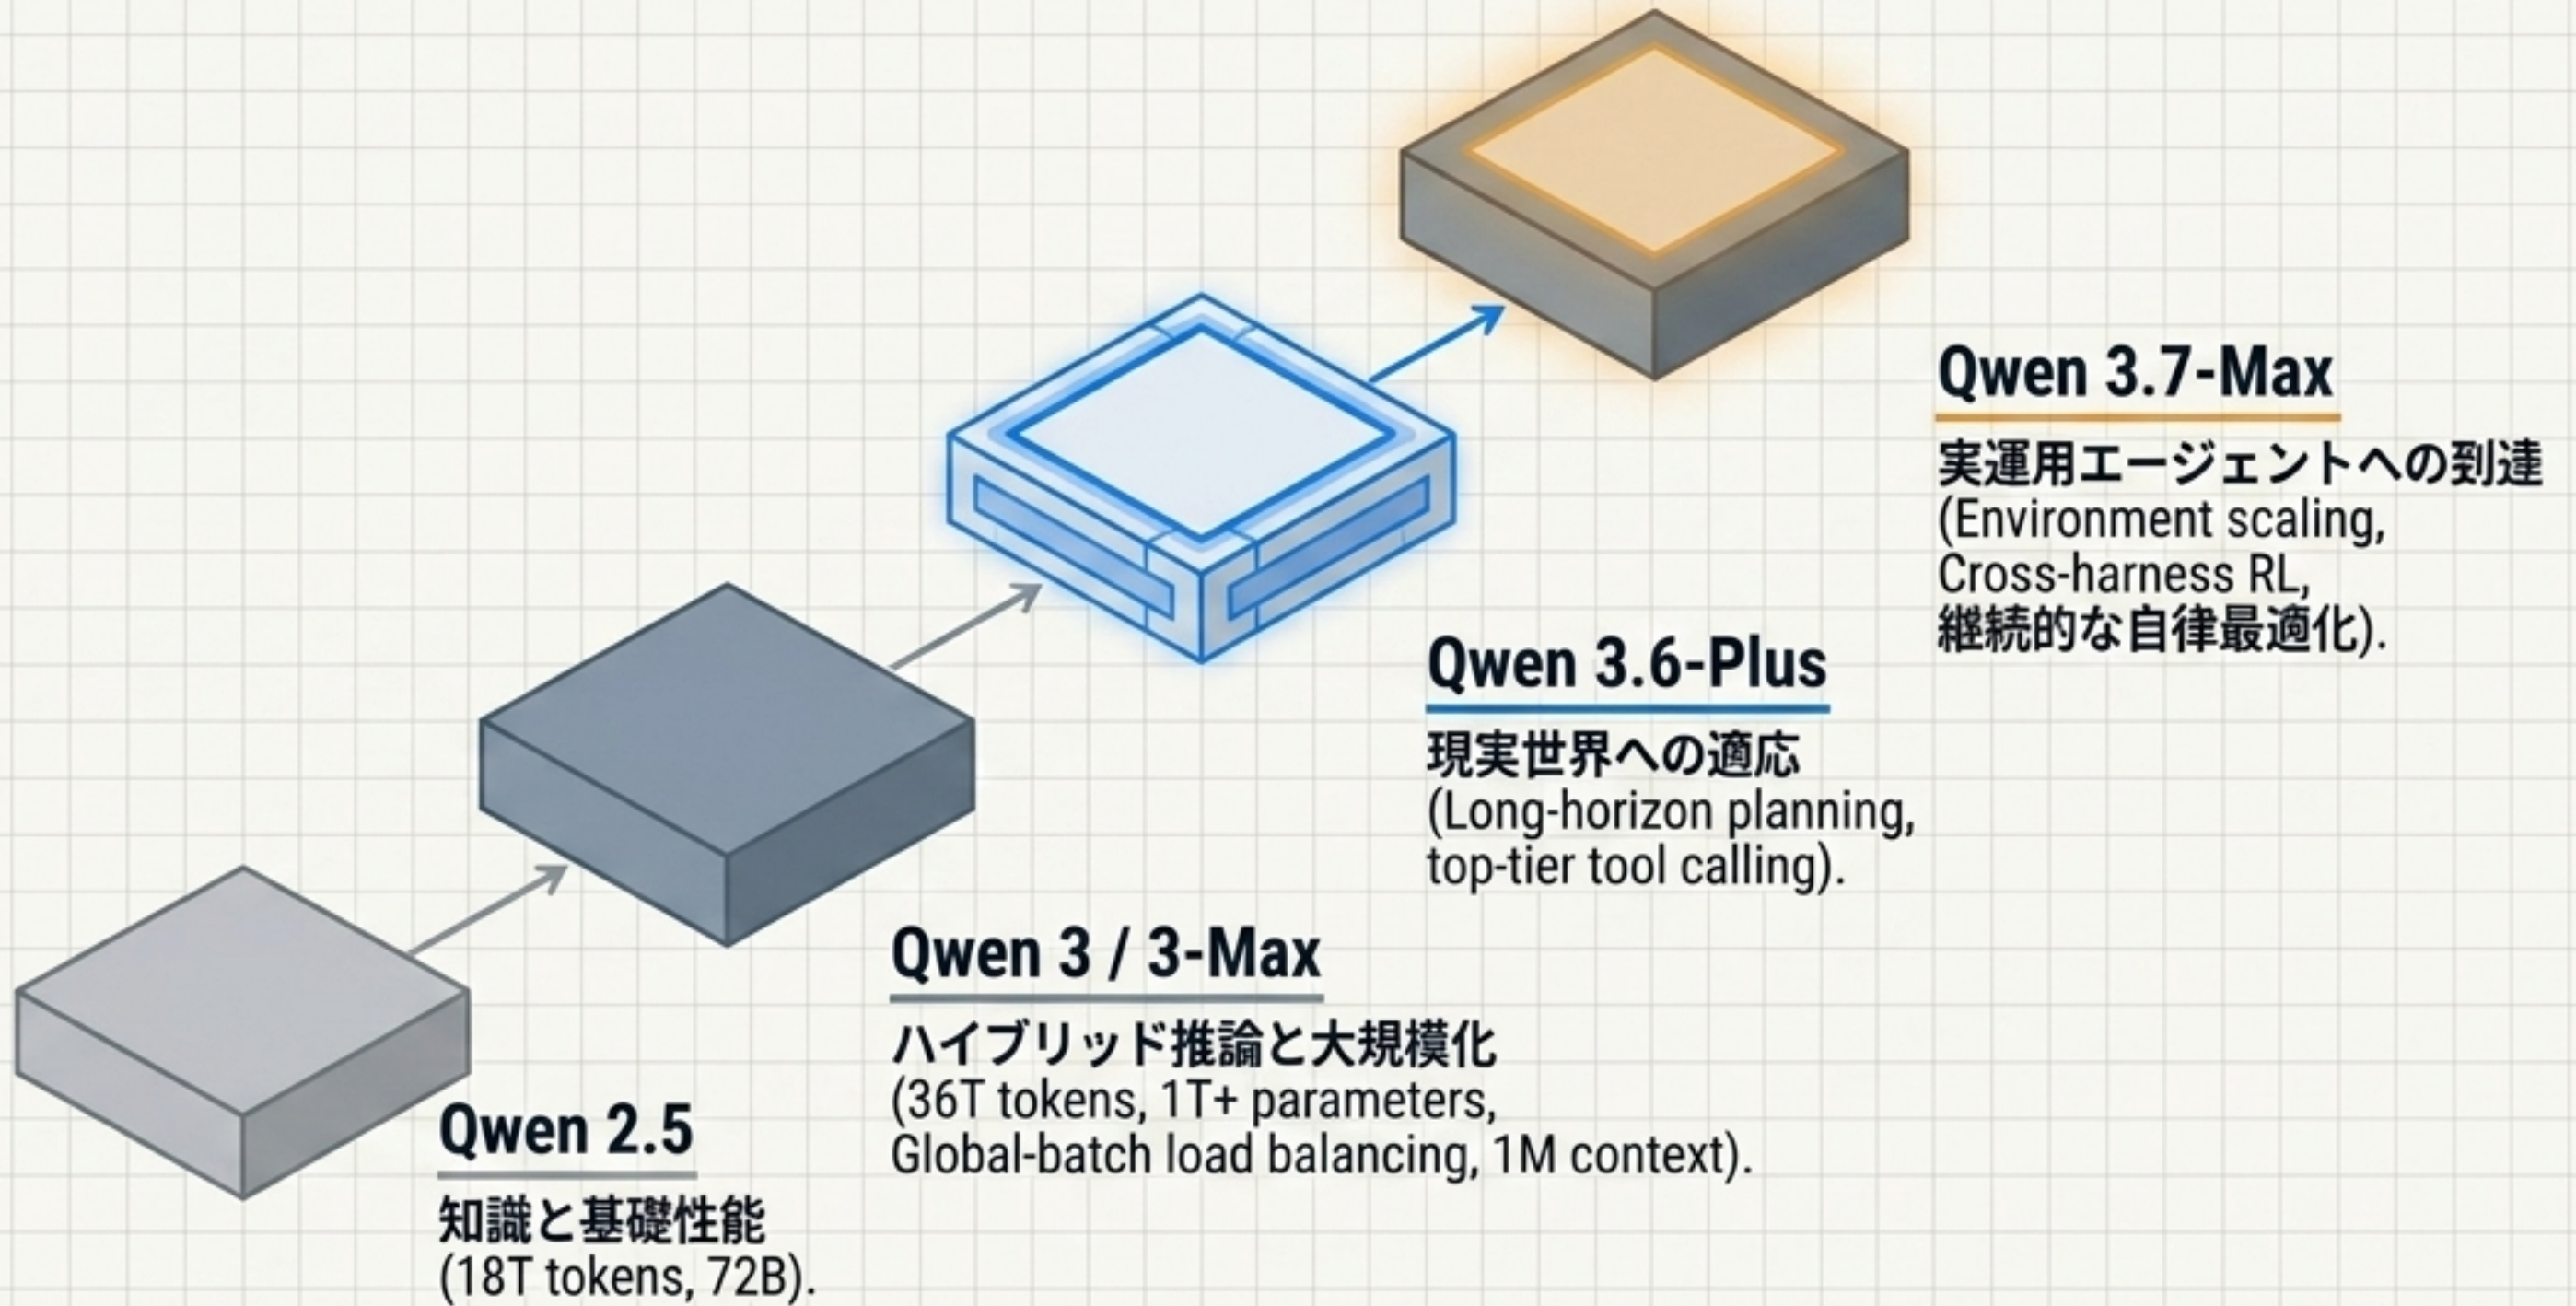 Qwen 3.7-Max
実運用エージェントへの到達
(Environment scaling,
Cross-harness RL,
継続的な自律最適化).
Qwen 3.6-Plus
現実世界への適応
(Long-horizon planning,
top-tier tool calling).
Qwen 3 / 3-Max
ハイブリッド推論と大規模化
(36T tokens, 1T+ parameters,
Global-batch load balancing, 1M context).
Qwen 2.5
知識と基礎性能
(18T tokens, 72B).